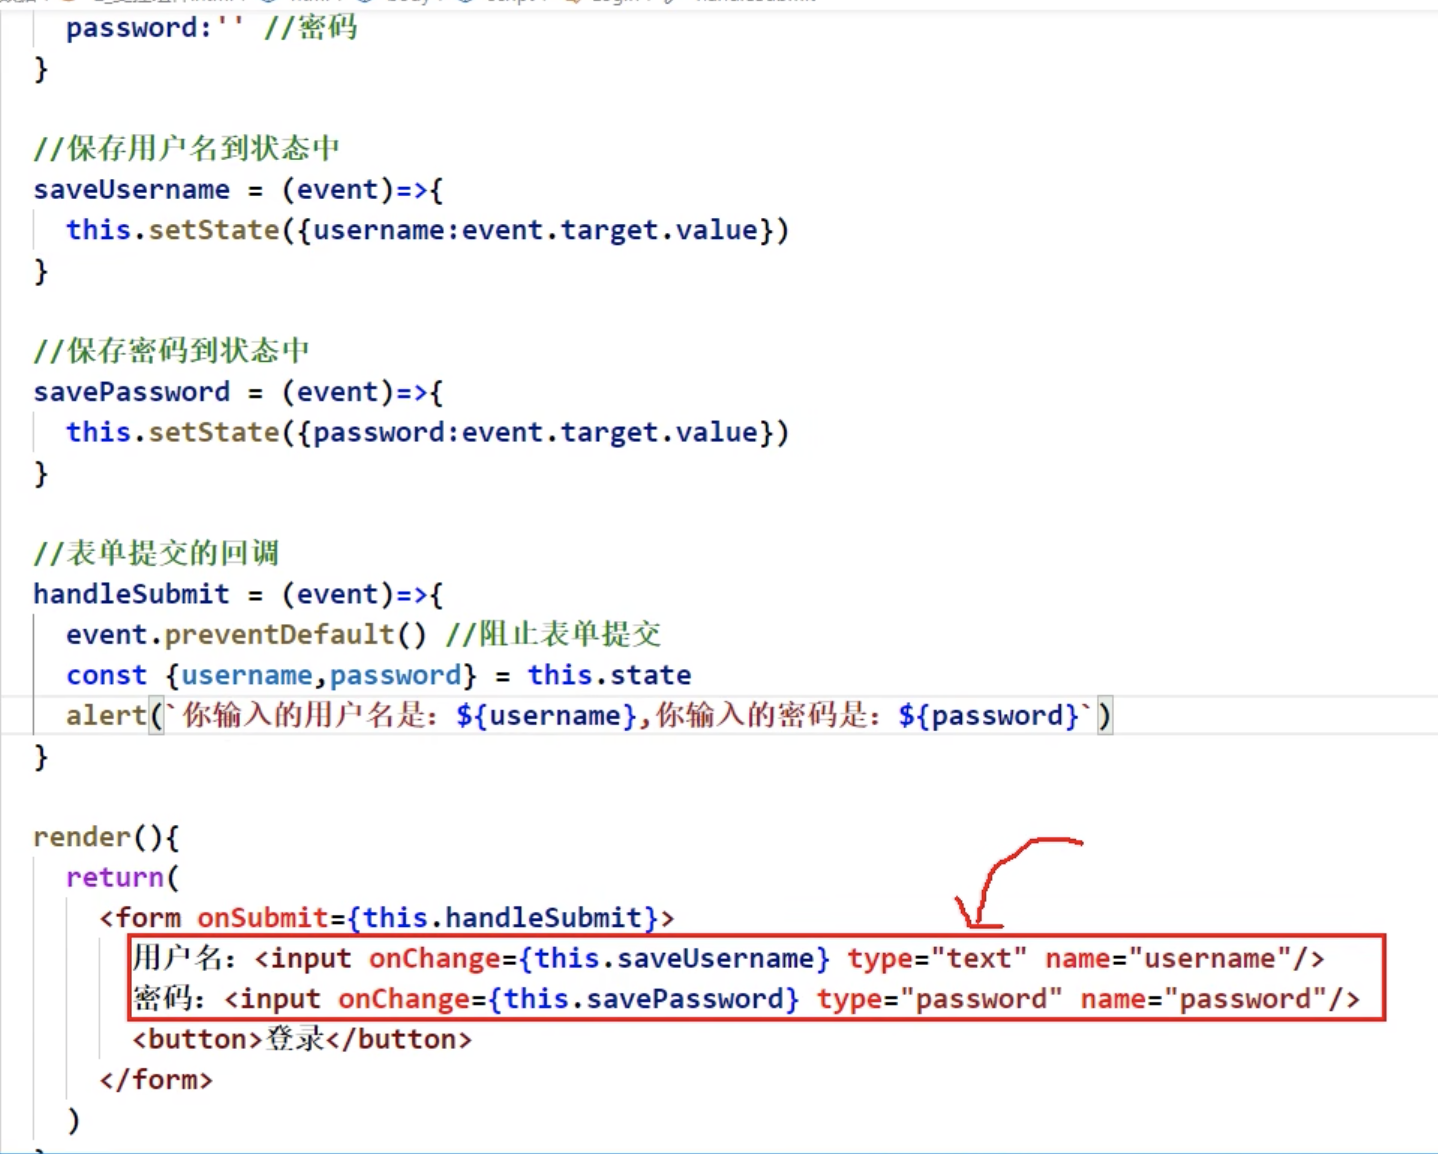 password:'' //密码
}
//保存用户名到状态中
saveUsername = (event)=>{
this.setState({username:event.target.value})
}
//保存密码到状态中
savePassword = (event)=>{
this.setState({password:event.target.value})
}
//表单提交的回调
handleSubmit = (event)=>{
event.preventDefault() //阻止表单提交
const {username,password} = this.state
alert(`你输入的用户名是：${username},你输入的密码是：${password}`)
}
render(){
return(
<form onSubmit={this.handleSubmit}>
用户名：<input onChange={this.saveUsername} type="text" name="username"/>
密码：<input onChange={this.savePassword} type="password" name="password"/>
<button>登录</button>
</form>
)